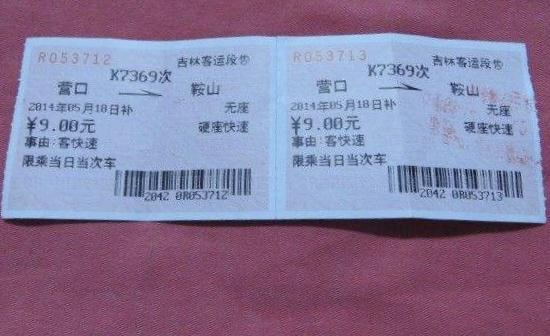 R053712
吉林客运段售
K7369次
营口
鞍山
2014年05月18日补
无座
¥9.00元
硬座快速
事由:客快速
限乘当日当次车
2042 0R053712
R053713
吉林客运段售
K7369次
营口
鞍山
2014年05月18日补
无座
¥9.00元
硬座快速
事由:客快速
限乘当日当次车
2042 0R053713